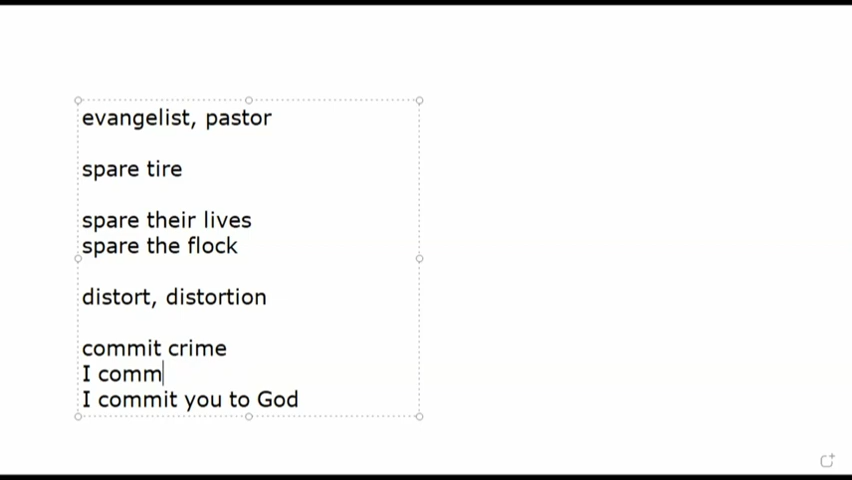 evangelist, pastor
spare tire
spare their lives
spare the flock
distort, distortion
commit crime
I comm
I commit you to God